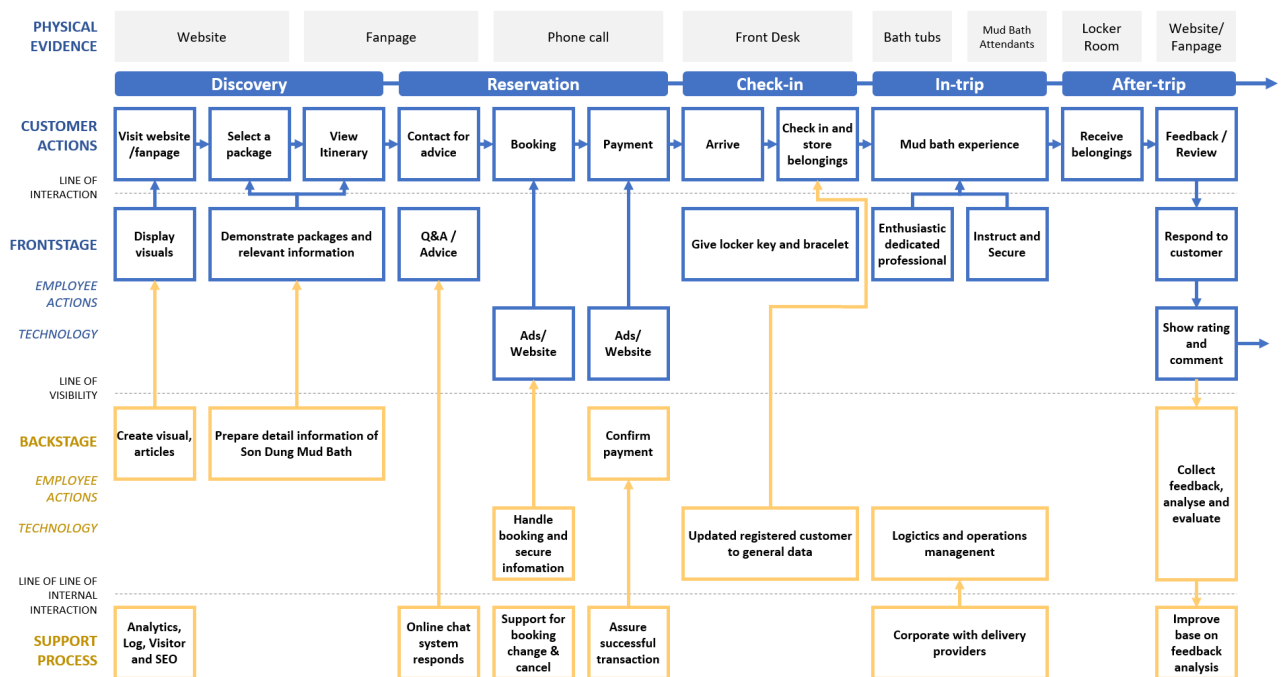 PHYSICAL
EVIDENCE
Website
Fanpage
Phone call
Front Desk
Bath tubs
Mud Bath
Attendants
Locker
Room
Website/
Fanpage
Discovery
Reservation
Check-in
In-trip
After-trip
CUSTOMER
ACTIONS
Visit website
/fanpage
Select a
package
View
Itinerary
Contact for
advice
Booking
Payment
Arrive
Check in and
store
belongings
Mud bath experience
Receive
belongings
Feedback /
Review
LINE OF
INTERACTION
FRONTSTAGE
Display
visuals
Demonstrate packages and
relevant information
Q&A /
Advice
Give locker key and bracelet
Enthusiastic
dedicated
professional
Instruct and
Secure
Respond to
customer
EMPLOYEE
ACTIONS
TECHNOLOGY
Ads/
Website
Ads/
Website
Show rating
and
comment
LINE OF
VISIBILITY
BACKSTAGE
Create visual,
articles
Prepare detail information of
Son Dung Mud Bath
Confirm
payment
Collect
feedback,
analyse and
evaluate
EMPLOYEE
ACTIONS
TECHNOLOGY
Handle
booking and
secure
infomation
Updated registered customer
to general data
Logictics and operations
managenent
LINE OF LINE OF
INTERNAL
INTERACTION
SUPPORT
PROCESS
Analytics,
Log, Visitor
and SEO
Online chat
system
responds
Support for
booking
change &
cancel
Assure
successful
transaction
Corporate with delivery
providers
Improve
base on
feedback
analysis